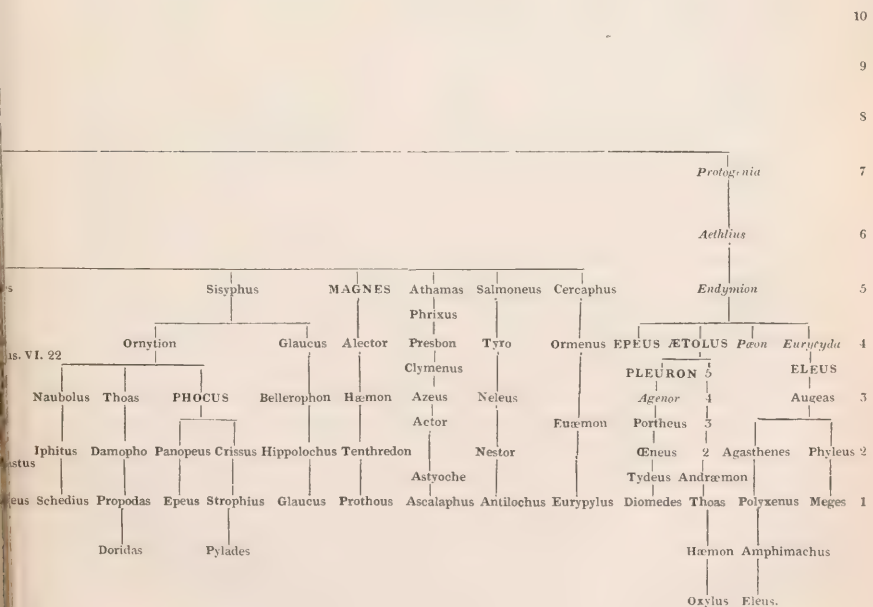 10
9
8
Protogenia 7
Aethlius 6
s Sisyphus MAGNES Athamas Salmoneus Cercaphus Endymion 5
Phrixus
Ornytion Glaucus Alector Presbon Tyro Ormenus EPEUS ÆTOLUS Pæon Eurycyda 4
us. VI. 22
Clymenus PLEURON 5 ELEUS
Naubolus Thoas PHOCUS Bellerophon Hæmon Azeus Neleus Agenor 4 Augeas 3
Actor Euæmon Portheus 3
Iphitus Damopho Panopeus Crissus Hippolochus Tenthredon Nestor Œneus 2 Agasthenes Phyleus 2
astus
Astyoche Tydeus Andræmon
eus Schedius Propodas Epeus Strophius Glaucus Prothous Ascalaphus Antilochus Eurypylus Diomedes Thoas Polyxenus Meges 1
Doridas Pylades Hæmon Amphimachus
Oxylus Eleus.